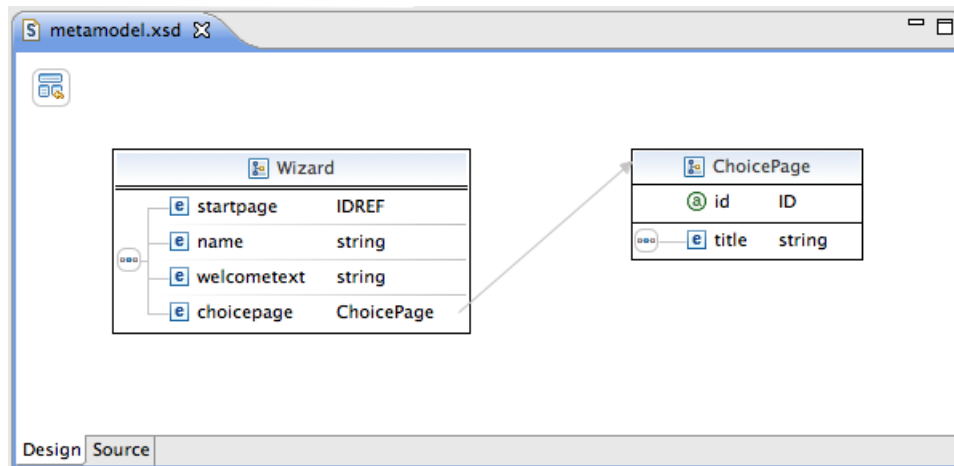 S metamodel.xsd
Wizard
e startpage IDREF
e name string
e welcometext string
e choicepage ChoicePage
ChoicePage
a id ID
e title string
Design Source